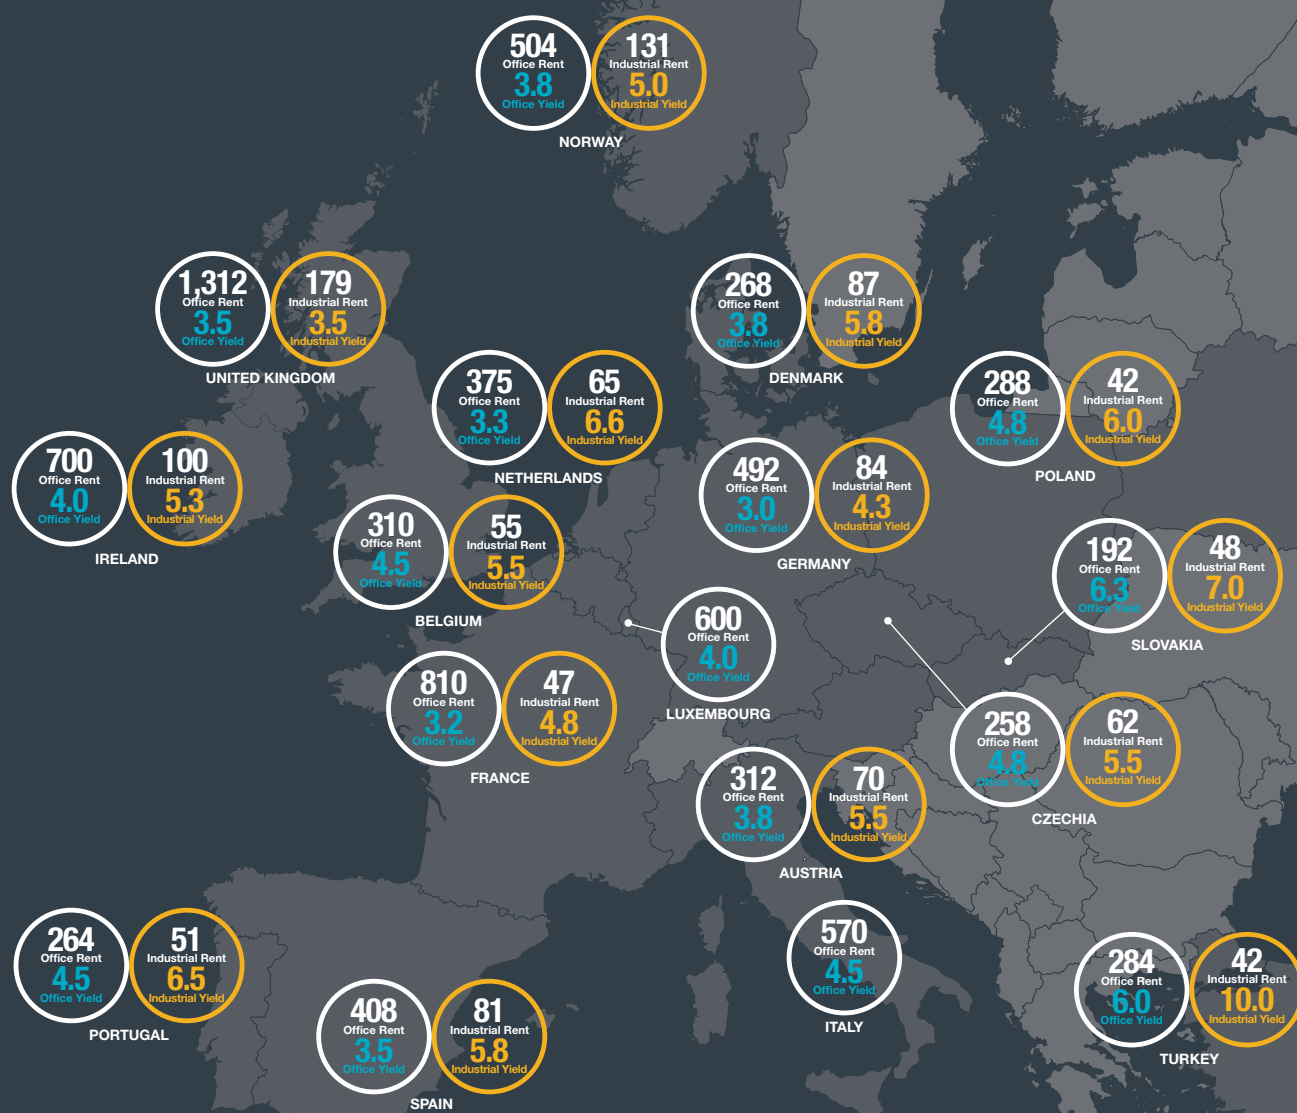 504
Office Rent
3.8
Office Yield
131
Industrial Rent
5.0
Industrial Yield
NORWAY
1,312
Office Rent
3.5
Office Yield
179
Industrial Rent
3.5
Industrial Yield
UNITED KINGDOM
268
Office Rent
3.8
Office Yield
87
Industrial Rent
5.8
Industrial Yield
DENMARK
375
Office Rent
3.3
Office Yield
65
Industrial Rent
6.6
Industrial Yield
NETHERLANDS
288
Office Rent
4.8
Office Yield
42
Industrial Rent
6.0
Industrial Yield
POLAND
700
Office Rent
4.0
Office Yield
100
Industrial Rent
5.3
Industrial Yield
IRELAND
492
Office Rent
3.0
Office Yield
84
Industrial Rent
4.3
Industrial Yield
GERMANY
310
Office Rent
4.5
Office Yield
55
Industrial Rent
5.5
Industrial Yield
BELGIUM
192
Office Rent
6.3
Office Yield
48
Industrial Rent
7.0
Industrial Yield
SLOVAKIA
600
Office Rent
4.0
Office Yield
LUXEMBOURG
810
Office Rent
3.2
Office Yield
47
Industrial Rent
4.8
Industrial Yield
FRANCE
258
Office Rent
4.8
Office Yield
62
Industrial Rent
5.5
Industrial Yield
CZECHIA
312
Office Rent
3.8
Office Yield
70
Industrial Rent
5.5
Industrial Yield
AUSTRIA
264
Office Rent
4.5
Office Yield
51
Industrial Rent
6.5
Industrial Yield
PORTUGAL
570
Office Rent
4.5
Office Yield
ITALY
284
Office Rent
6.0
Office Yield
42
Industrial Rent
10.0
Industrial Yield
TURKEY
408
Office Rent
3.5
Office Yield
81
Industrial Rent
5.8
Industrial Yield
SPAIN